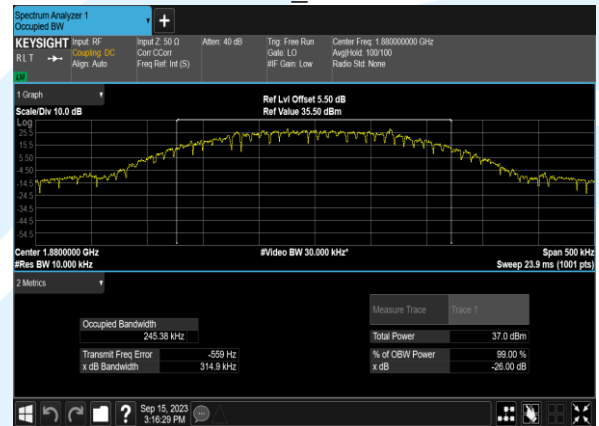 Spectrum Analyzer 1
Occupied BW
+
KEYSIGHT Input: RF Input Z: 50 Ω Atten: 40 dB Trig: Free Run Center Freq: 1.880000000 GHz
RLT Coupling: DC Corr CCorr Gate: LO Avg|Hold: 100/100
Align: Auto Freq Ref: Int (S) #IF Gain: Low Radio Std: None
LVI
1 Graph
Ref Lvl Offset 5.50 dB
Scale/Div 10.0 dB Ref Value 35.50 dBm
Log
25.5
15.5
5.50
-4.50
-14.5
-24.5
-34.5
-44.5
-54.5
Center 1.8800000 GHz #Video BW 30.000 kHz* Span 500 kHz
#Res BW 10.000 kHz Sweep 23.9 ms (1001 pts)
2 Metrics
Measure Trace Trace 1
Occupied Bandwidth
245.38 kHz Total Power 37.0 dBm
Transmit Freq Error -559 Hz % of OBW Power 99.00 %
x dB Bandwidth 314.9 kHz x dB -26.00 dB
? Sep 15, 2023
3:16:29 PM